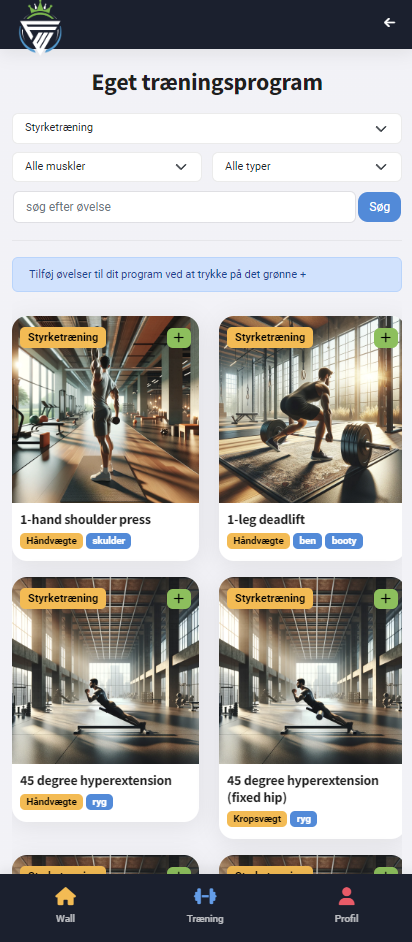 Eget træningsprogram
Styrketræning
Alle muskler
Alle typer
søg efter øvelse
Søg
Tilføj øvelser til dit program ved at trykke på det grønne +
Styrketræning
+
Styrketræning
+
1-hand shoulder press
Håndvægte skulder
1-leg deadlift
Håndvægte ben booty
Styrketræning
+
Styrketræning
+
45 degree hyperextension
Håndvægte ryg
45 degree hyperextension
(fixed hip)
Kropsvægt ryg
Wall
Træning
Profil